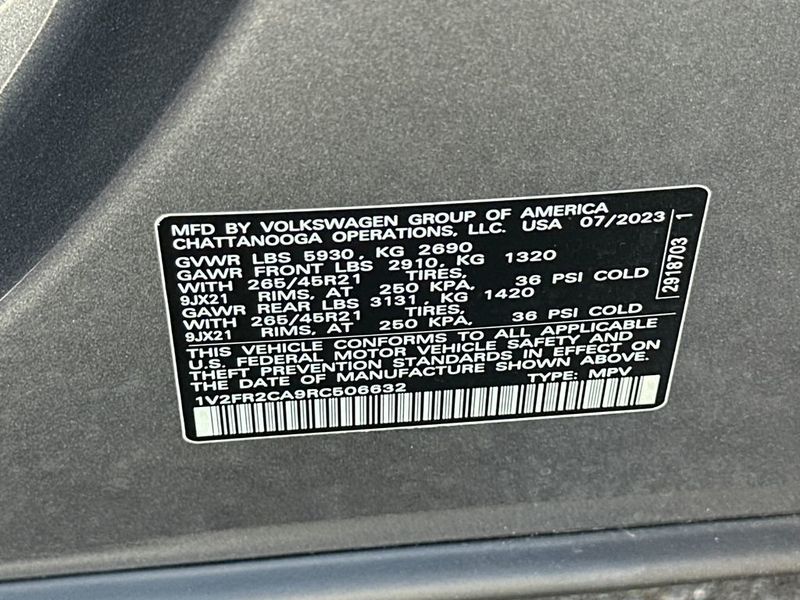 MFD BY VOLKSWAGEN GROUP OF AMERICA
CHATTANOOGA OPERATIONS, LLC. USA 07/2023
GVWR LBS 5930, KG 2690
GAWR FRONT LBS 2910, KG 1320
WITH 265/45R21 TIRES,
9JX21 RIMS, AT 250 KPA, 36 PSI COLD
GAWR REAR LBS 3131, KG 1420
WITH 265/45R21 TIRES,
9JX21 RIMS, AT 250 KPA, 36 PSI COLD
THIS VEHICLE CONFORMS TO ALL APPLICABLE
U.S. FEDERAL MOTOR VEHICLE SAFETY AND
THEFT PREVENTION STANDARDS IN EFFECT ON
THE DATE OF MANUFACTURE SHOWN ABOVE.
1V2FR2CA9RC506632 TYPE: MPV
2918703 1